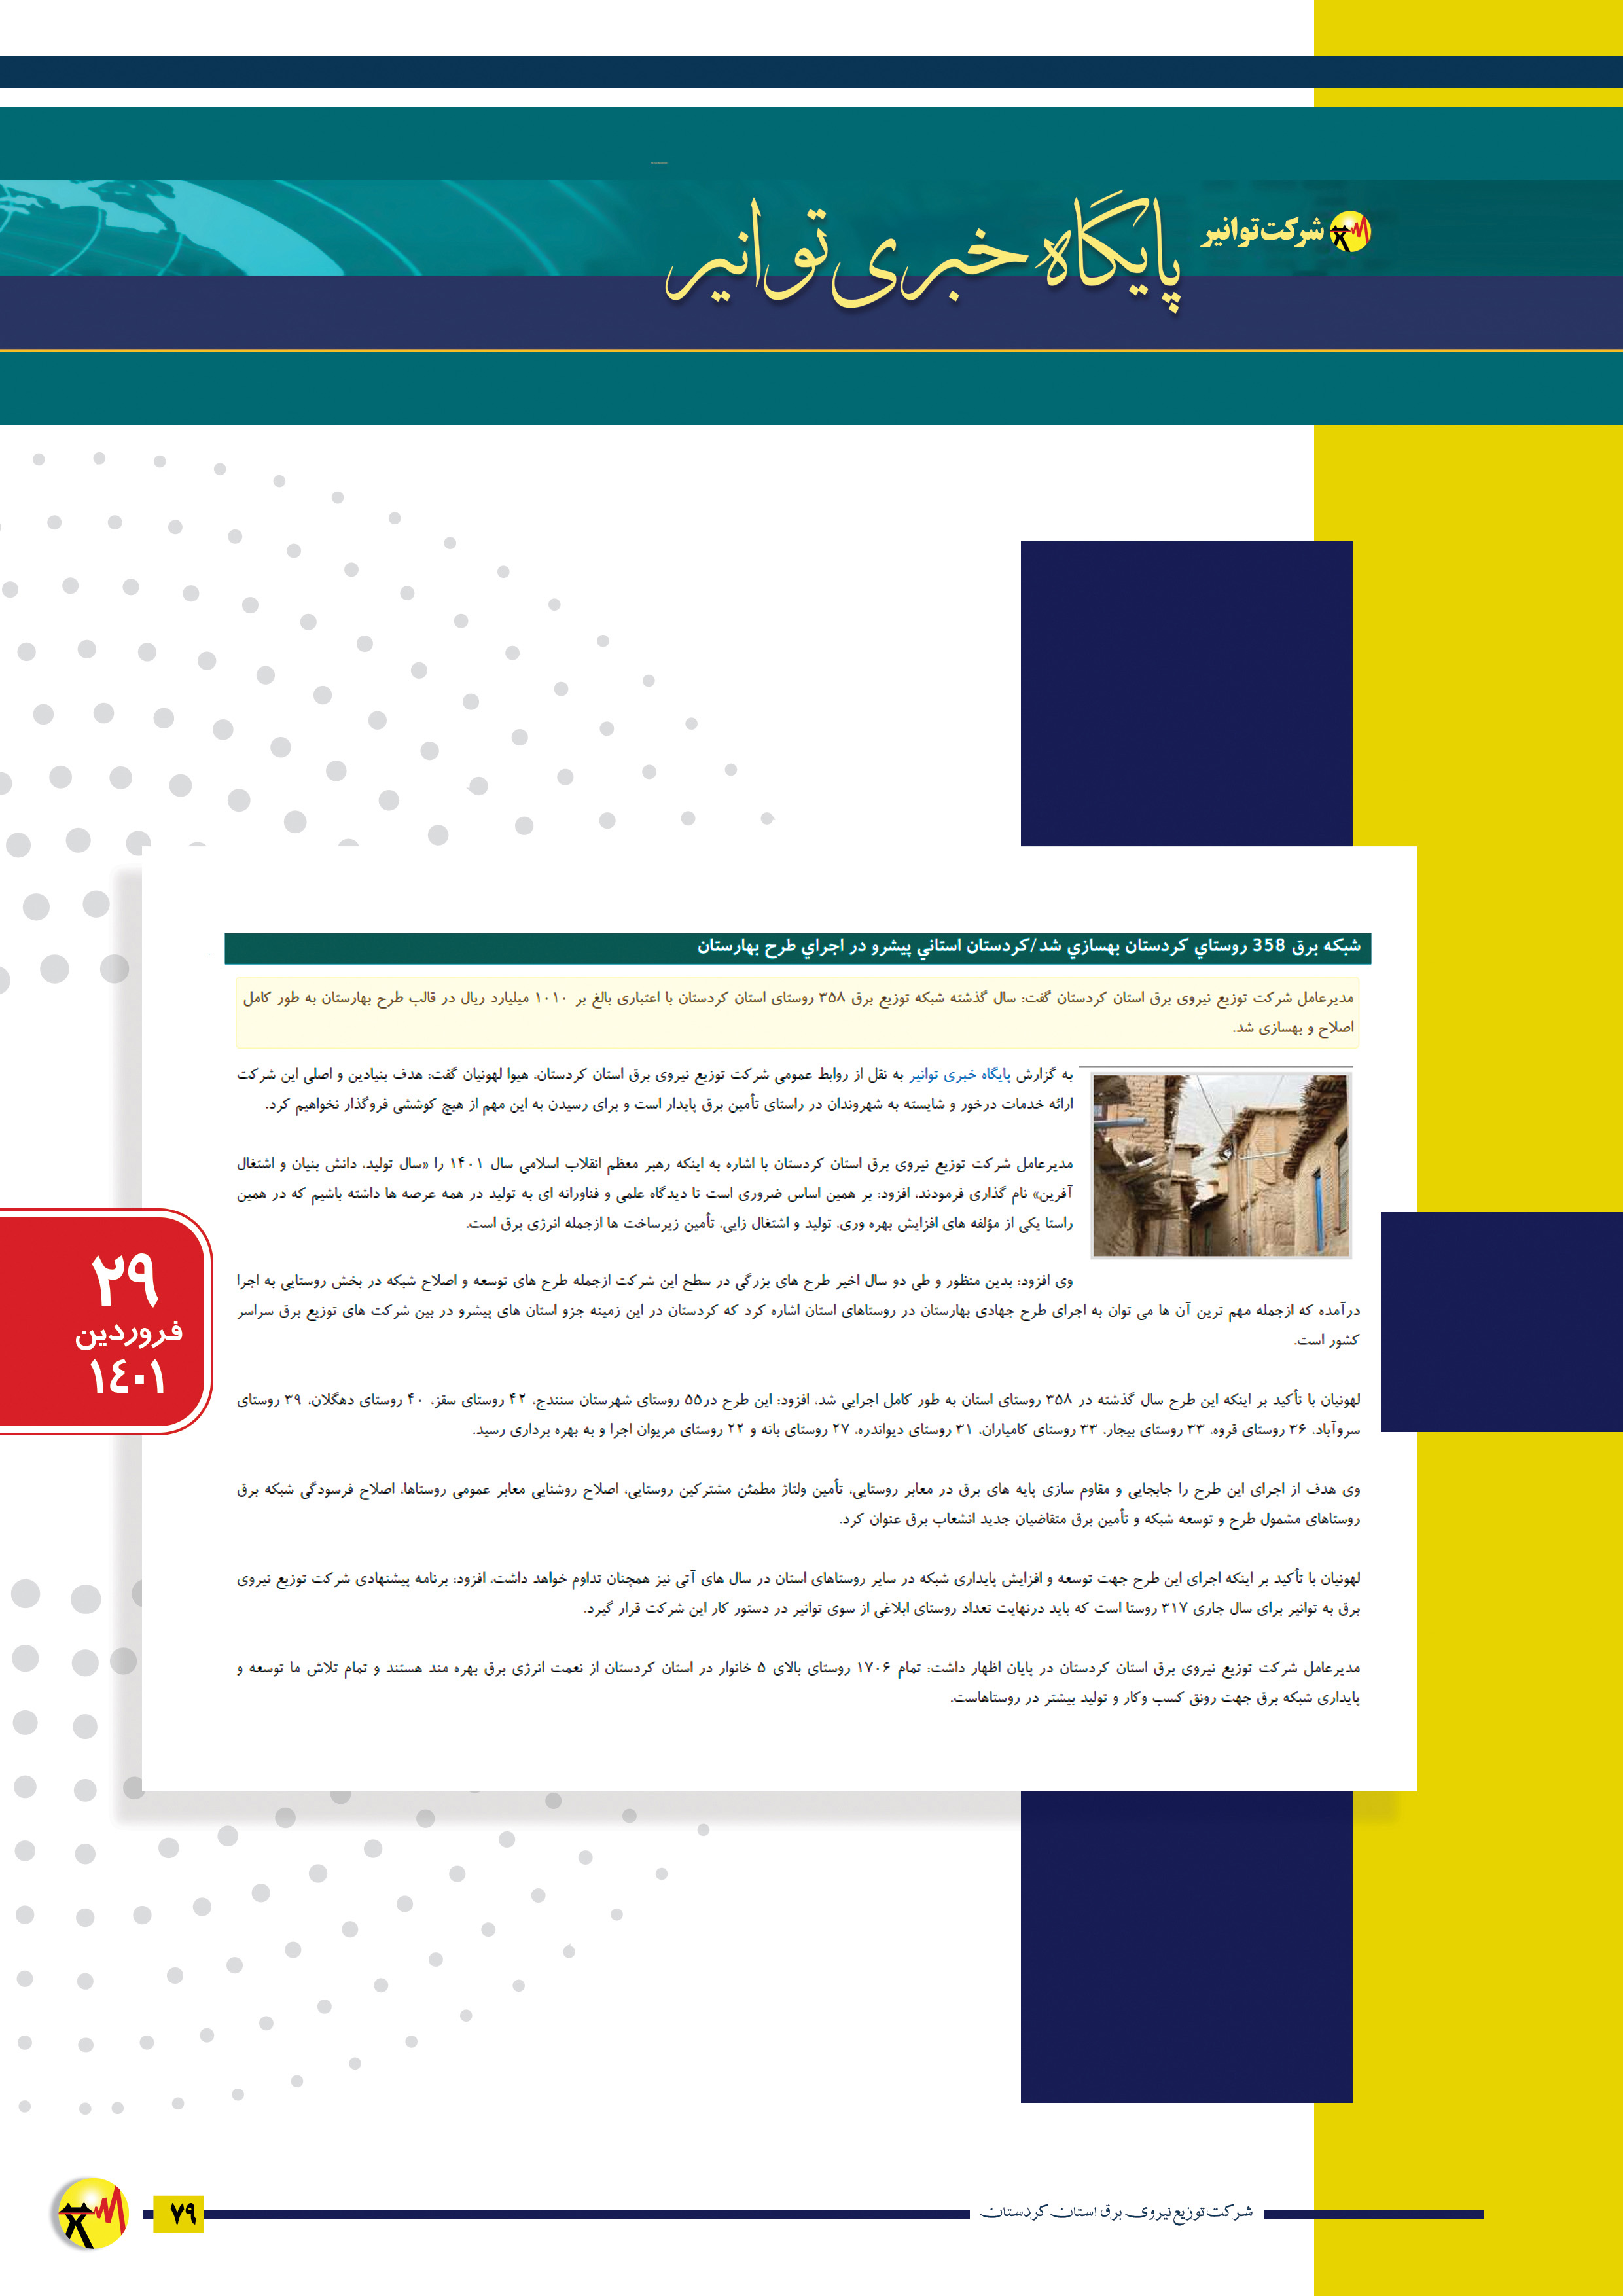 شرکت توانیر
پایگاه خبری توانیر
شبکه برق 358 روستاي کردستان بهسازي شد/کردستان استاني پیشرو در اجراي طرح بهارستان
مدیرعامل شرکت توزیع نیروی برق استان کردستان گفت: سال گذشته شبکه توزیع برق ۳۵۸ روستای استان کردستان با اعتباری بالغ بر ۱۰۱۰ میلیارد ریال در قالب طرح بهارستان به طور کامل
اصلاح و بهسازی شد.
به گزارش پایگاه خبری توانیر به نقل از روابط عمومی شرکت توزیع نیروی برق استان کردستان، هیوا لهونیان گفت: هدف بنیادین و اصلی این شرکت
ارائه خدمات درخور و شایسته به شهروندان در راستای تأمین برق پایدار است و برای رسیدن به این مهم از هیچ کوششی فروگذار نخواهیم کرد.
مدیرعامل شرکت توزیع نیروی برق استان کردستان با اشاره به اینکه رهبر معظم انقلاب اسلامی سال ۱۴۰۱ را «سال تولید، دانش بنیان و اشتغال
آفرین» نام گذاری فرمودند، افزود: بر همین اساس ضروری است تا دیدگاه علمی و فناورانه ای به تولید در همه عرصه ها داشته باشیم که در همین
راستا یکی از مؤلفه های افزایش بهره وری، تولید و اشتغال زایی، تأمین زیرساخت ها ازجمله انرژی برق است.
وی افزود: بدین منظور و طی دو سال اخیر طرح های بزرگی در سطح این شرکت ازجمله طرح های توسعه و اصلاح شبکه در بخش روستایی به اجرا
درآمده که ازجمله مهم ترین آن ها می توان به اجرای طرح جهادی بهارستان در روستاهای استان اشاره کرد که کردستان در این زمینه جزو استان های پیشرو در بین شرکت های توزیع برق سراسر
کشور است.
لهونیان با تأکید بر اینکه این طرح سال گذشته در ۳۵۸ روستای استان به طور کامل اجرایی شد، افزود: این طرح در۵۵ روستای شهرستان سنندج، ۴۲ روستای سقز، ۴۰ روستای دهگلان، ۳۹ روستای
سروآباد، ۳۶ روستای قروه، ۳۳ روستای بیجار، ۳۳ روستای کامیاران، ۳۱ روستای دیواندره، ۲۷ روستای بانه و ۲۲ روستای مریوان اجرا و به بهره برداری رسید.
وی هدف از اجرای این طرح را جابجایی و مقاوم سازی پایه های برق در معابر روستایی، تأمین ولتاژ مطمئن مشترکین روستایی، اصلاح روشنایی معابر عمومی روستاها، اصلاح فرسودگی شبکه برق
روستاهای مشمول طرح و توسعه شبکه و تأمین برق متقاضیان جدید انشعاب برق عنوان کرد.
لهونیان با تأکید بر اینکه اجرای این طرح جهت توسعه و افزایش پایداری شبکه در سایر روستاهای استان در سال های آتی نیز همچنان تداوم خواهد داشت، افزود: برنامه پیشنهادی شرکت توزیع نیروی
برق به توانیر برای سال جاری ۳۱۷ روستا است که باید درنهایت تعداد روستای ابلاغی از سوی توانیر در دستور کار این شرکت قرار گیرد.
مدیرعامل شرکت توزیع نیروی برق استان کردستان در پایان اظهار داشت: تمام ۱۷۰۶ روستای بالای ۵ خانوار در استان کردستان از نعمت انرژی برق بهره مند هستند و تمام تلاش ما توسعه و
پایداری شبکه برق جهت رونق کسب وکار و تولید بیشتر در روستاهاست.
۲۹
فروردین
۱٤۰۱
شرکت توزیع نیروی برق استان کردستان
۷۹